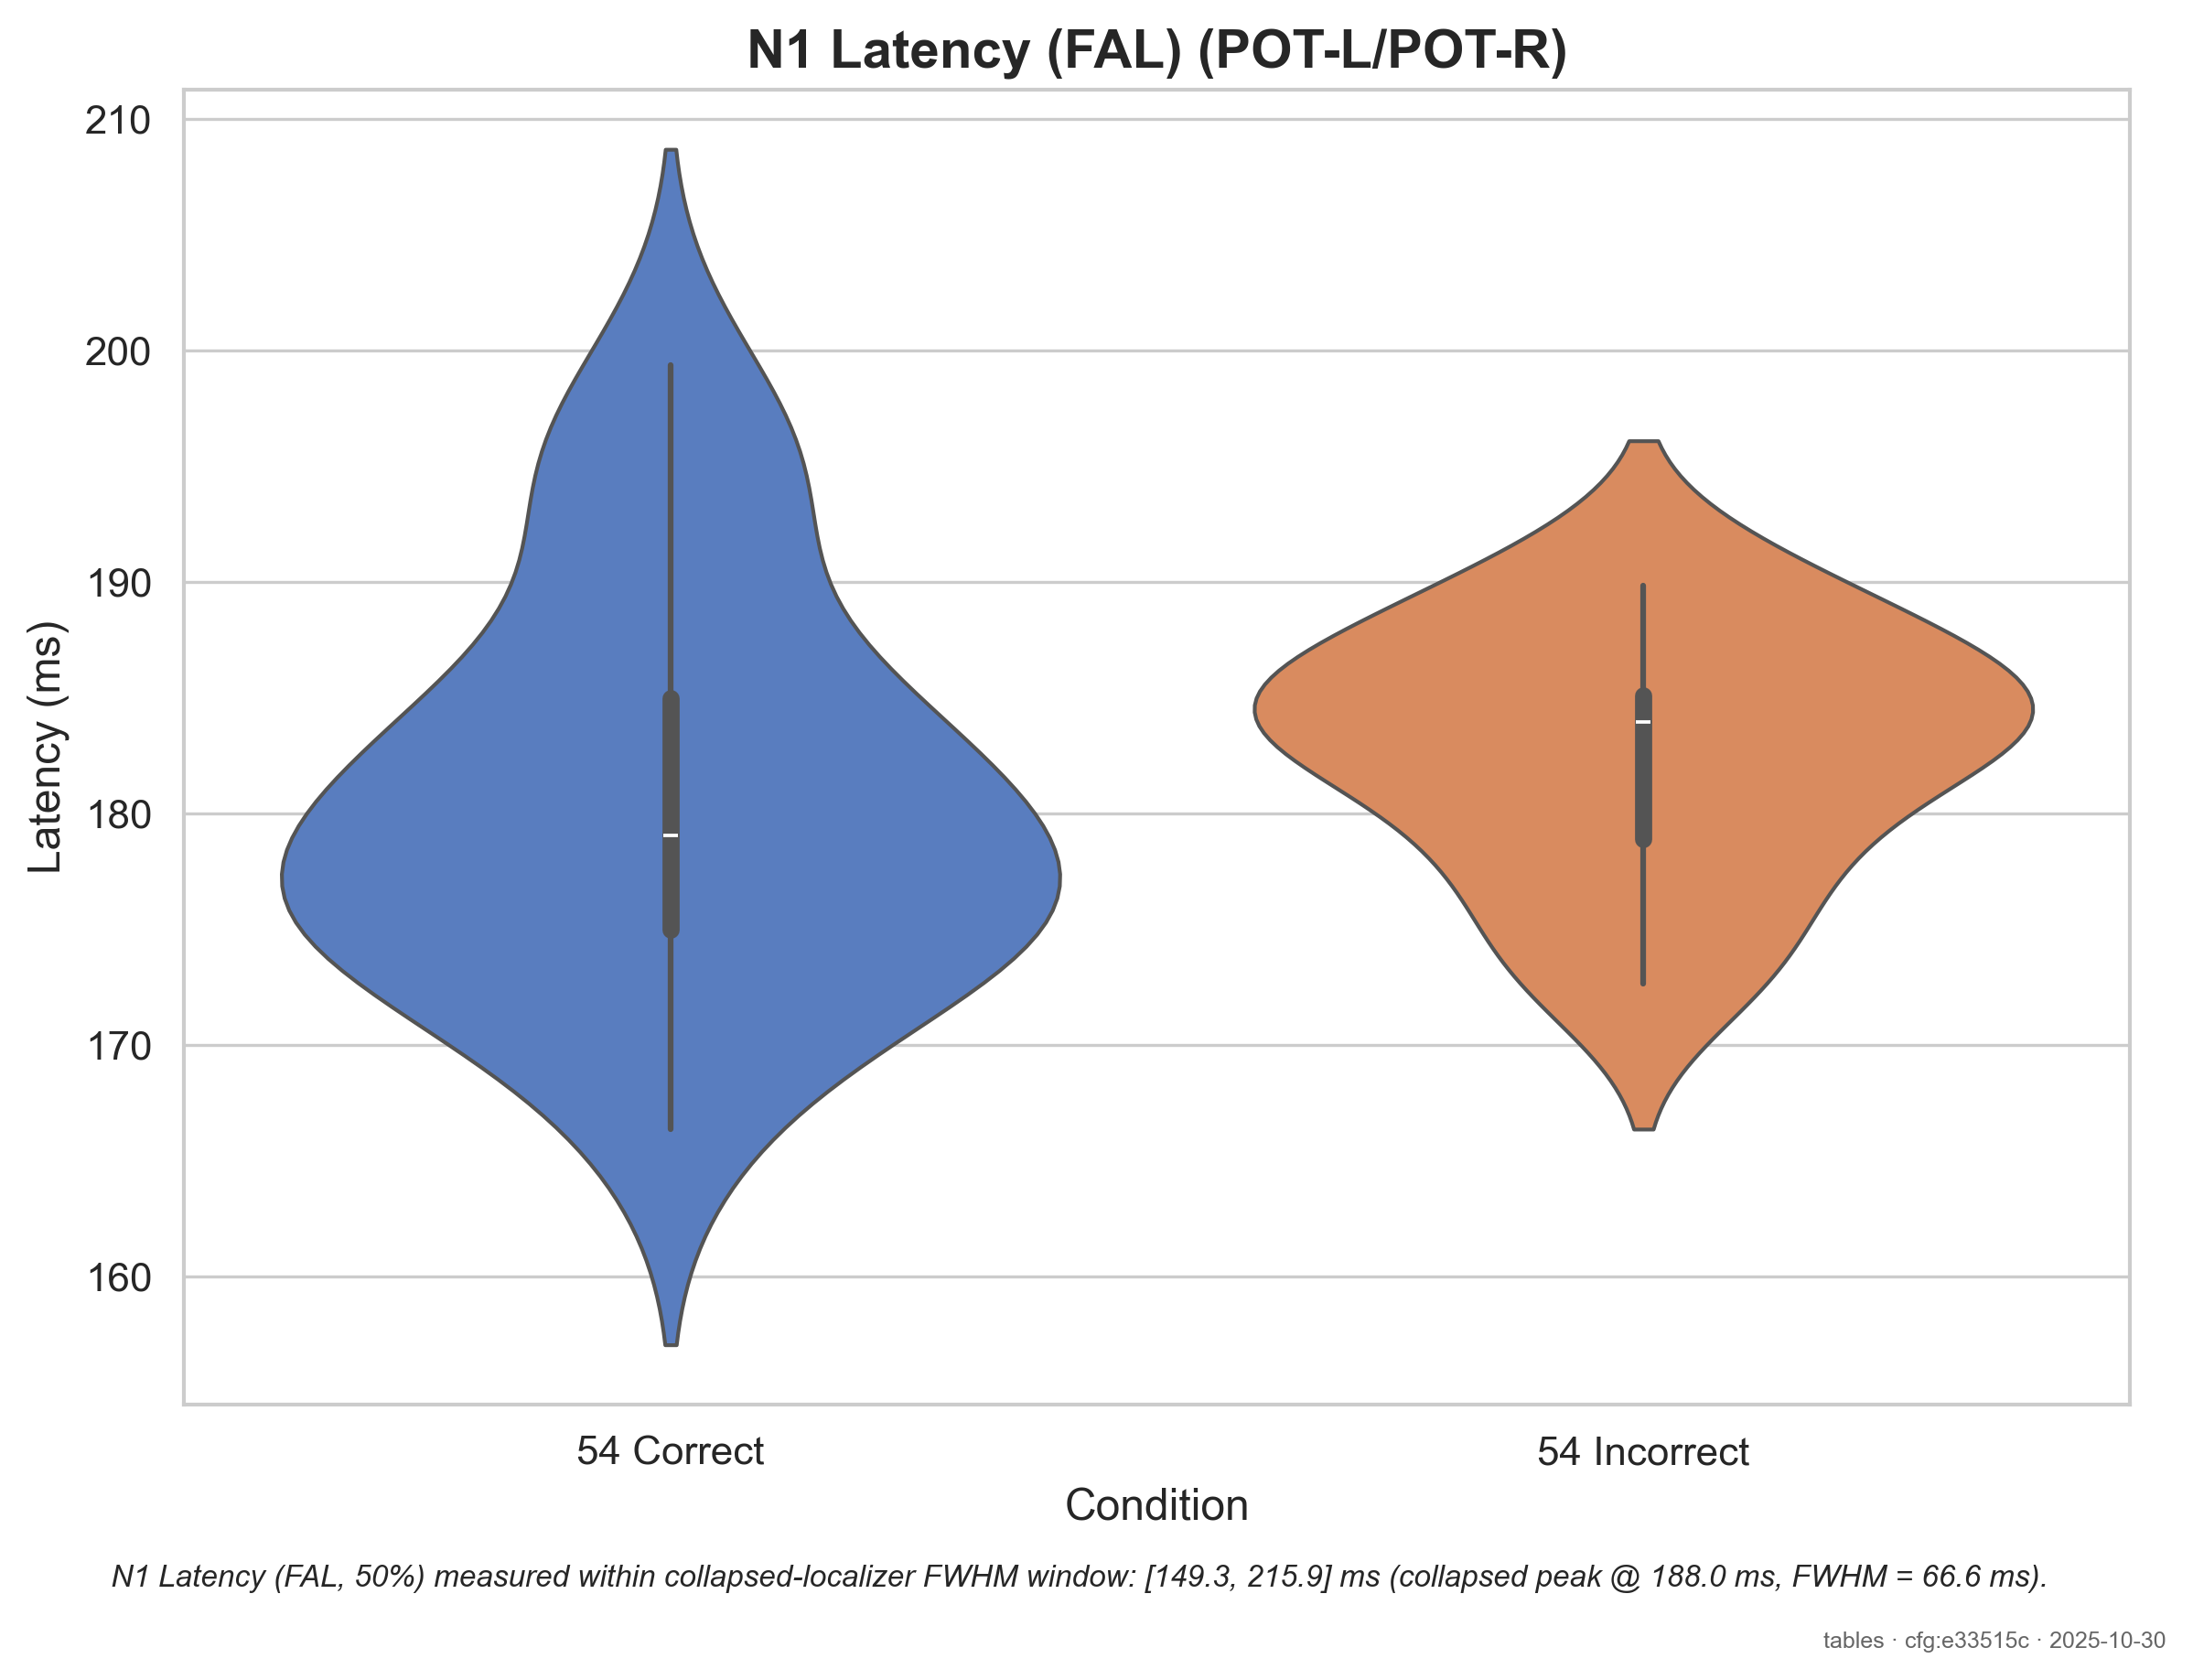 N1 Latency (FAL) (POT-L/POT-R)
210
200
190
180
170
160
Latency (ms)
54 Correct
54 Incorrect
Condition
N1 Latency (FAL, 50%) measured within collapsed-localizer FWHM window: [149.3, 215.9] ms (collapsed peak @ 188.0 ms, FWHM = 66.6 ms).
tables · cfg:e33515c · 2025-10-30